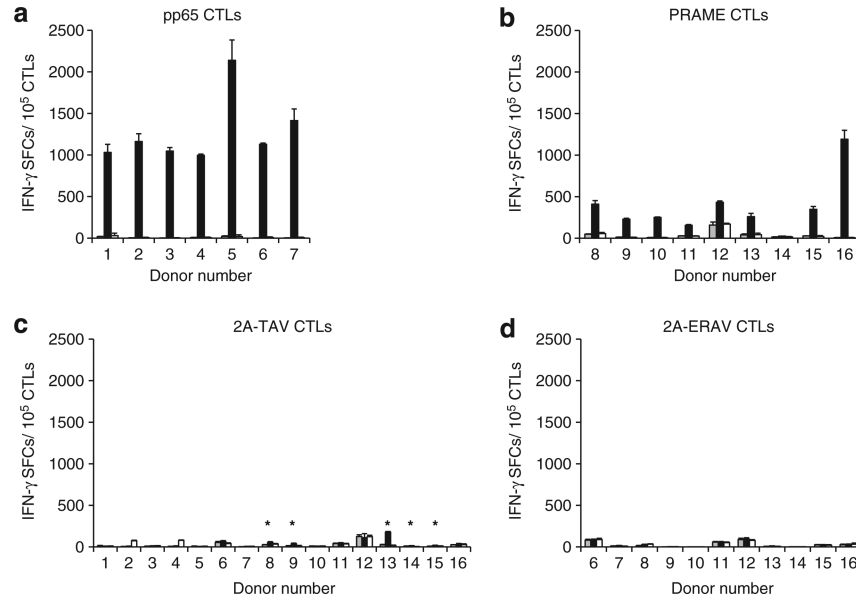 a
pp65 CTLs
2500
2000
1500
1000
500
0
IFN-γ SFCs/ 10⁵ CTLs
1 2 3 4 5 6 7
Donor number
b
PRAME CTLs
2500
2000
1500
1000
500
0
IFN-γ SFCs/ 10⁵ CTLs
8 9 10 11 12 13 14 15 16
Donor number
c
2A-TAV CTLs
2500
2000
1500
1000
500
0
IFN-γ SFCs/ 10⁵ CTLs
* * * * *
1 2 3 4 5 6 7 8 9 10 11 12 13 14 15 16
Donor number
d
2A-ERAV CTLs
2500
2000
1500
1000
500
0
IFN-γ SFCs/ 10⁵ CTLs
6 7 8 9 10 11 12 13 14 15 16
Donor number